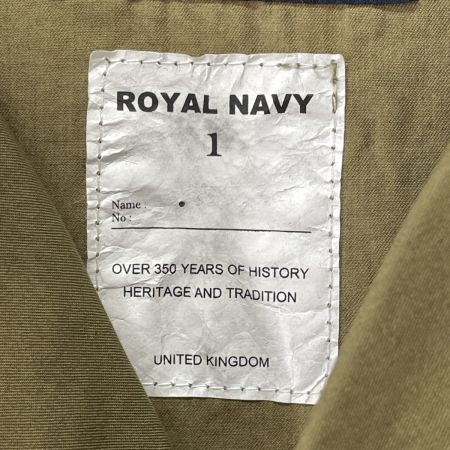 ROYAL NAVY
1
Name :
No :
OVER 350 YEARS OF HISTORY
HERITAGE AND TRADITION
UNITED KINGDOM